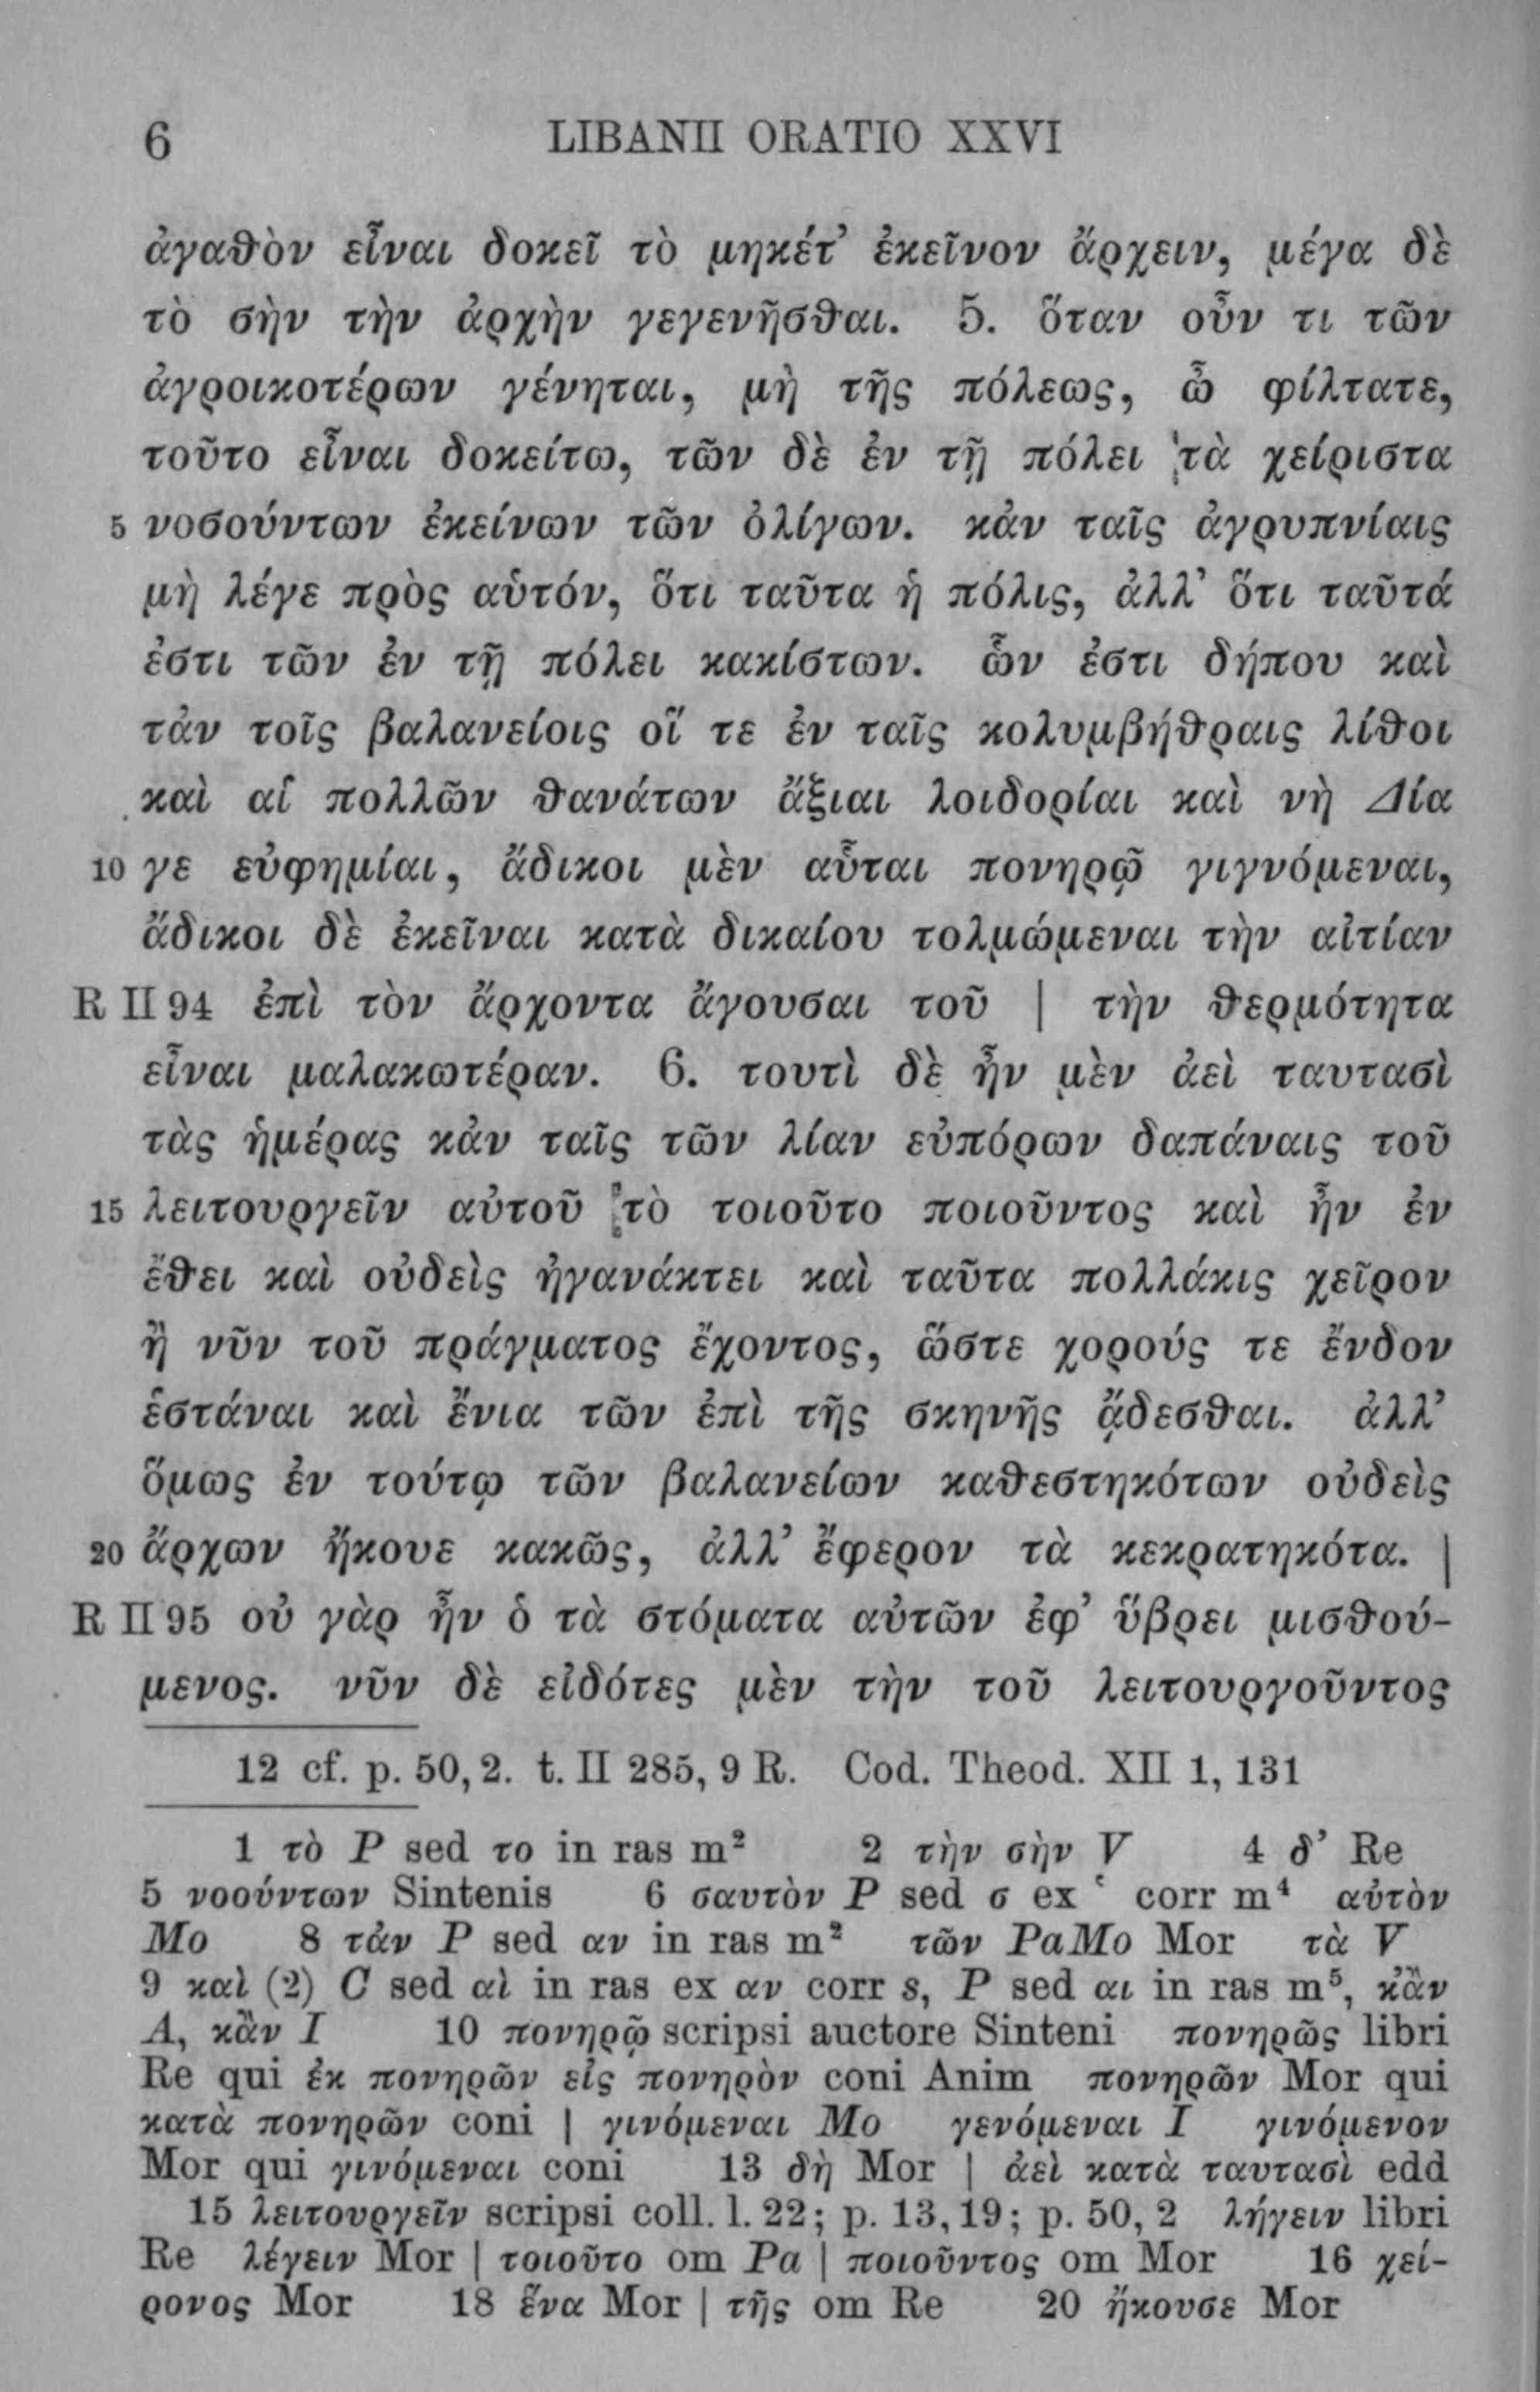 6 LIBANII ORATIO XXVI
ἀγαθὸν εἶναι δοκεῖ τὸ μηκέτ’ ἐκεῖνον ἄρχειν, μέγα δὲ
τὸ σὴν τὴν ἀρχὴν γεγενῆσθαι. 5. ὅταν οὖν τι τῶν
ἀγροικοτέρων γένηται, μὴ τῆς πόλεως, ὦ φίλτατε,
τοῦτο εἶναι δοκείτω, τῶν δὲ ἐν τῇ πόλει τὰ χείριστα
5 νοσούντων ἐκείνων τῶν ὀλίγων. κἀν ταῖς ἀγρυπνίαις
μὴ λέγε πρὸς αὑτόν, ὅτι ταῦτα ἡ πόλις, ἀλλ’ ὅτι ταῦτά
ἐστι τῶν ἐν τῇ πόλει κακίστων. ὧν ἐστι δήπου καὶ
τἀν τοῖς βαλανείοις οἵ τε ἐν ταῖς κολυμβήθραις λίθοι
καὶ αἱ πολλῶν θανάτων ἄξιαι λοιδορίαι καὶ νὴ Δία
10 γε εὐφημίαι, ἄδικοι μὲν αὗται πονηρῷ γιγνόμεναι,
ἄδικοι δὲ ἐκεῖναι κατὰ δικαίου τολμώμεναι τὴν αἰτίαν
R II 94 ἐπὶ τὸν ἄρχοντα ἄγουσαι τοῦ | τὴν θερμότητα
εἶναι μαλακωτέραν. 6. τουτὶ δὲ ἦν μὲν ἀεὶ ταυτασὶ
τὰς ἡμέρας κἀν ταῖς τῶν λίαν εὐπόρων δαπάναις τοῦ
15 λειτουργεῖν αὐτοῦ τὸ τοιοῦτο ποιοῦντος καὶ ἦν ἐν
ἔθει καὶ οὐδεὶς ἠγανάκτει καὶ ταῦτα πολλάκις χεῖρον
ἢ νῦν τοῦ πράγματος ἔχοντος, ὥστε χορούς τε ἔνδον
ἑστάναι καὶ ἔνια τῶν ἐπὶ τῆς σκηνῆς ᾄδεσθαι. ἀλλ’
ὅμως ἐν τούτῳ τῶν βαλανείων καθεστηκότων οὐδεὶς
20 ἄρχων ἤκουε κακῶς, ἀλλ’ ἔφερον τὰ κεκρατηκότα. |
R II 95 οὐ γὰρ ἦν ὁ τὰ στόματα αὐτῶν ἐφ’ ὕβρει μισθού-
μενος. νῦν δὲ εἰδότες μὲν τὴν τοῦ λειτουργοῦντος
12 cf. p. 50, 2. t. II 285, 9 R. Cod. Theod. XII 1, 131
1 τὸ P sed το in ras m² 2 τὴν σὴν V 4 δ’ Re
5 νοούντων Sintenis 6 σαυτὸν P sed σ ex ʿ corr m⁴ αὐτὸν
Mo 8 τἀν P sed αν in ras m² τῶν PaMo Mor τὰ V
9 καὶ (2) C sed αὶ in ras ex αν corr s, P sed αι in ras m⁵, κἂν
A, κἂν I 10 πονηρῷ scripsi auctore Sinteni πονηρῶς libri
Re qui ἐκ πονηρῶν εἰς πονηρὸν coni Anim πονηρῶν Mor qui
κατὰ πονηρῶν coni | γινόμεναι Mo γενόμεναι I γινόμενον
Mor qui γινόμεναι coni 13 δὴ Mor | ἀεὶ κατὰ ταυτασὶ edd
15 λειτουργεῖν scripsi coll. l. 22; p. 13, 19; p. 50, 2 λήγειν libri
Re λέγειν Mor | τοιοῦτο om Pa | ποιοῦντος om Mor 16 χεί-
ρονος Mor 18 ἕνα Mor | τῆς om Re 20 ἤκουσε Mor